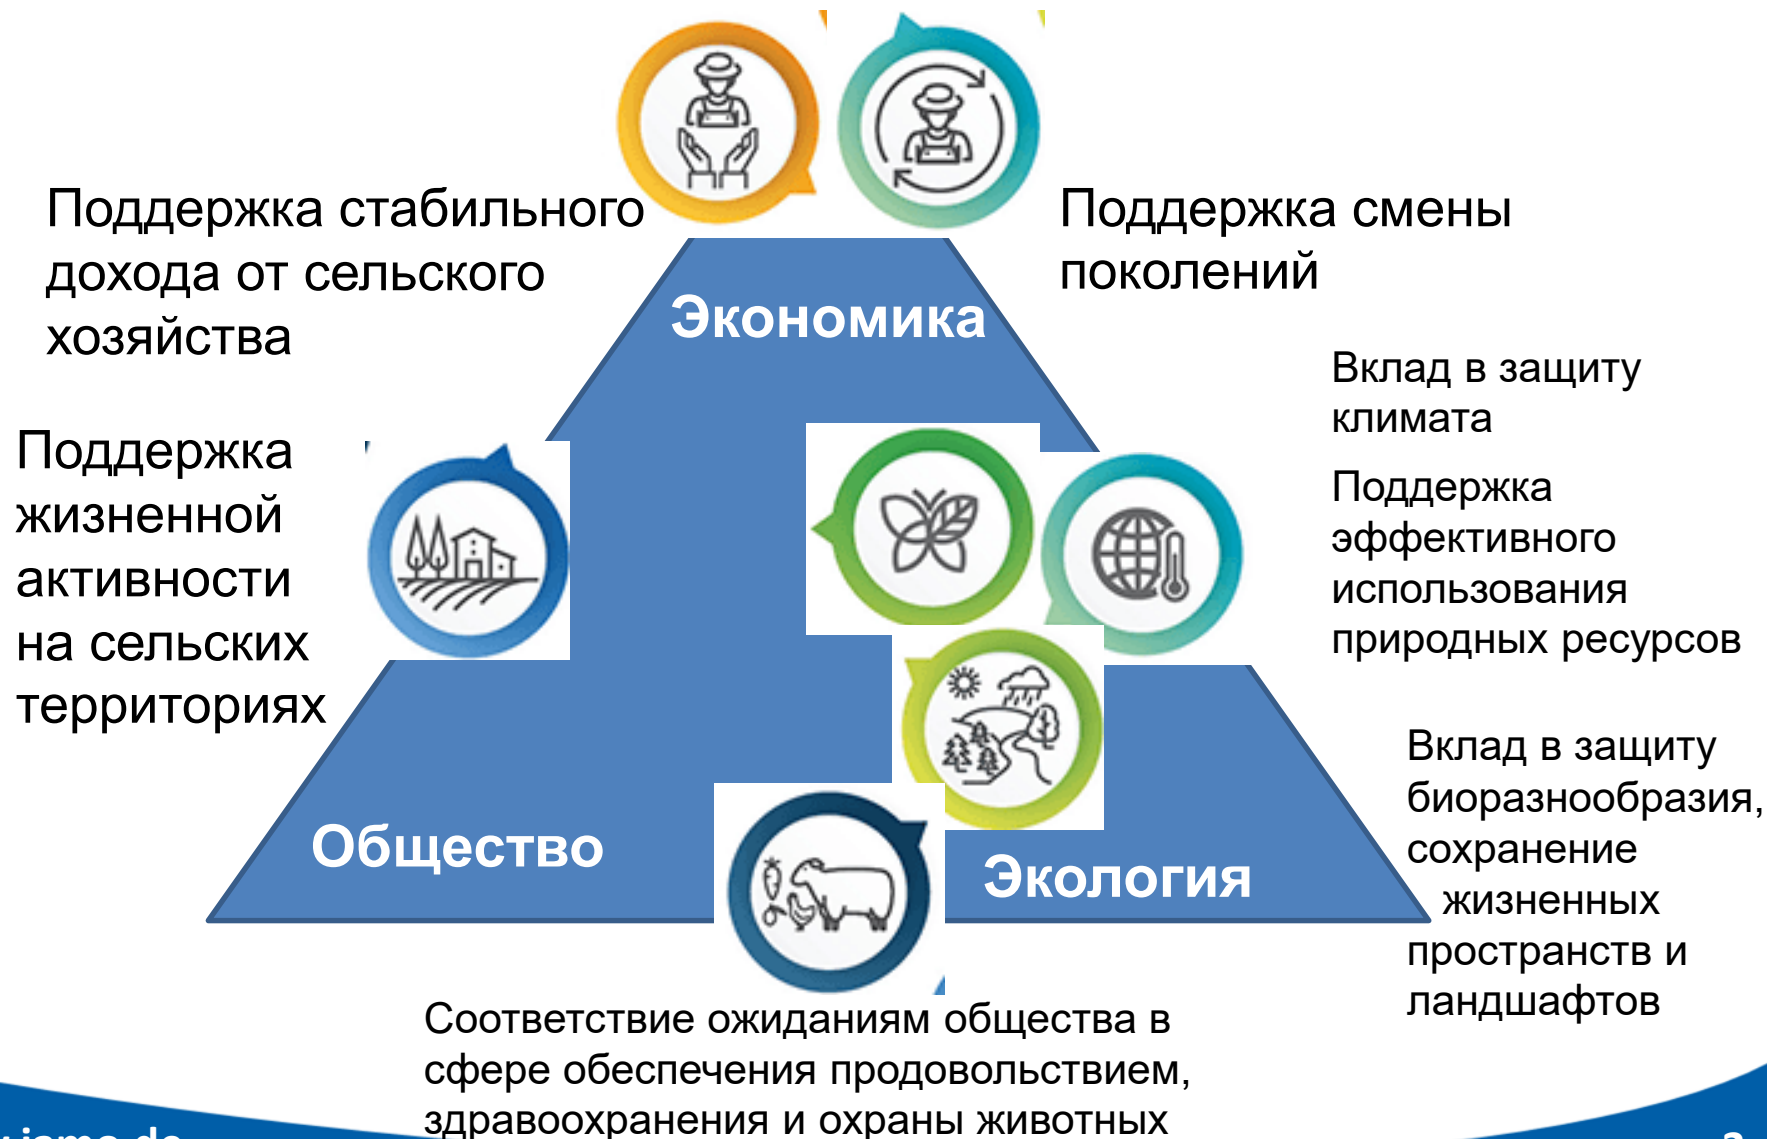 Поддержка стабильного
дохода от сельского
хозяйства
Поддержка смены
поколений
Экономика
Вклад в защиту
климата
Поддержка
жизненной
активности
на сельских
территориях
Поддержка
эффективного
использования
природных ресурсов
Вклад в защиту
биоразнообразия,
сохранение
жизненных
пространств и
ландшафтов
Общество
Экология
Соответствие ожиданиям общества в
сфере обеспечения продовольствием,
здравоохранения и охраны животных